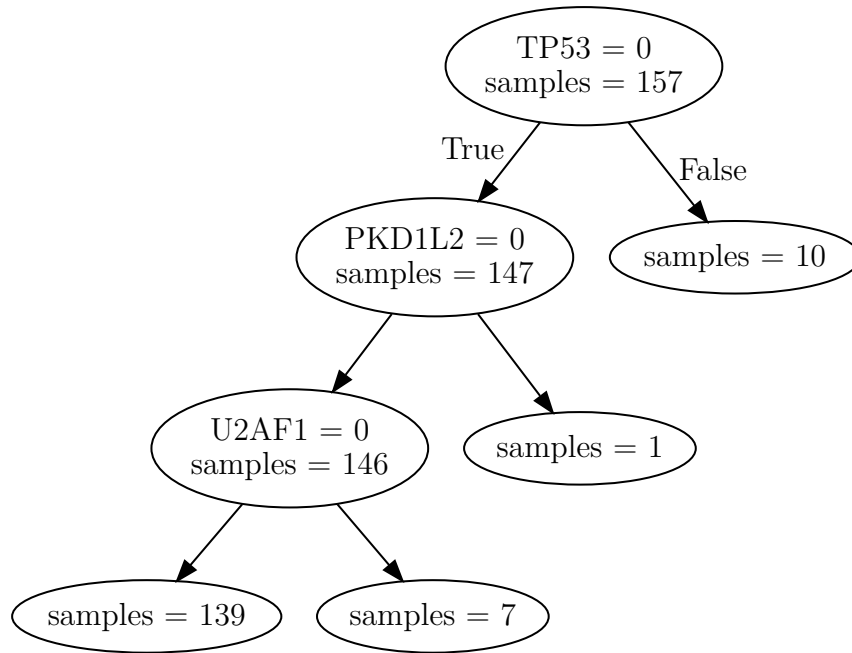 TP53 = 0
samples = 157
True
False
PKD1L2 = 0
samples = 147
samples = 10
U2AF1 = 0
samples = 146
samples = 1
samples = 139
samples = 7